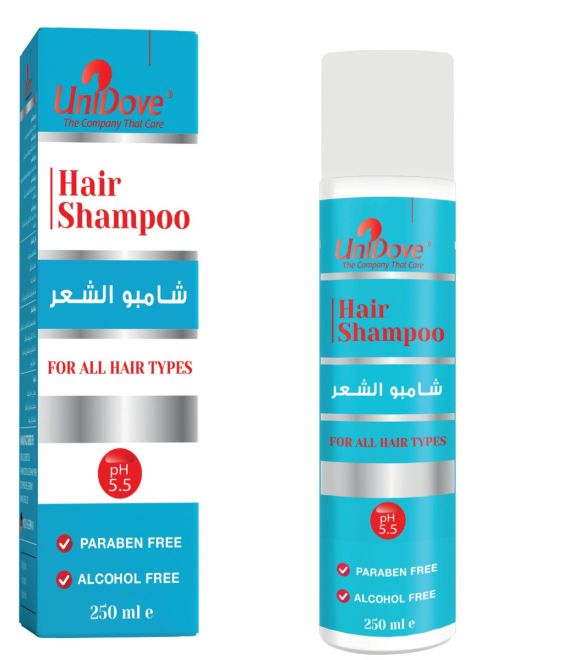 UniDove®
The Company That Care
Hair
Shampoo
شامبو الشعر
FOR ALL HAIR TYPES
pH
5.5
PARABEN FREE
ALCOHOL FREE
250 ml e
UniDove®
The Company That Care
Hair
Shampoo
شامبو الشعر
FOR ALL HAIR TYPES
pH
5.5
PARABEN FREE
ALCOHOL FREE
250 ml e